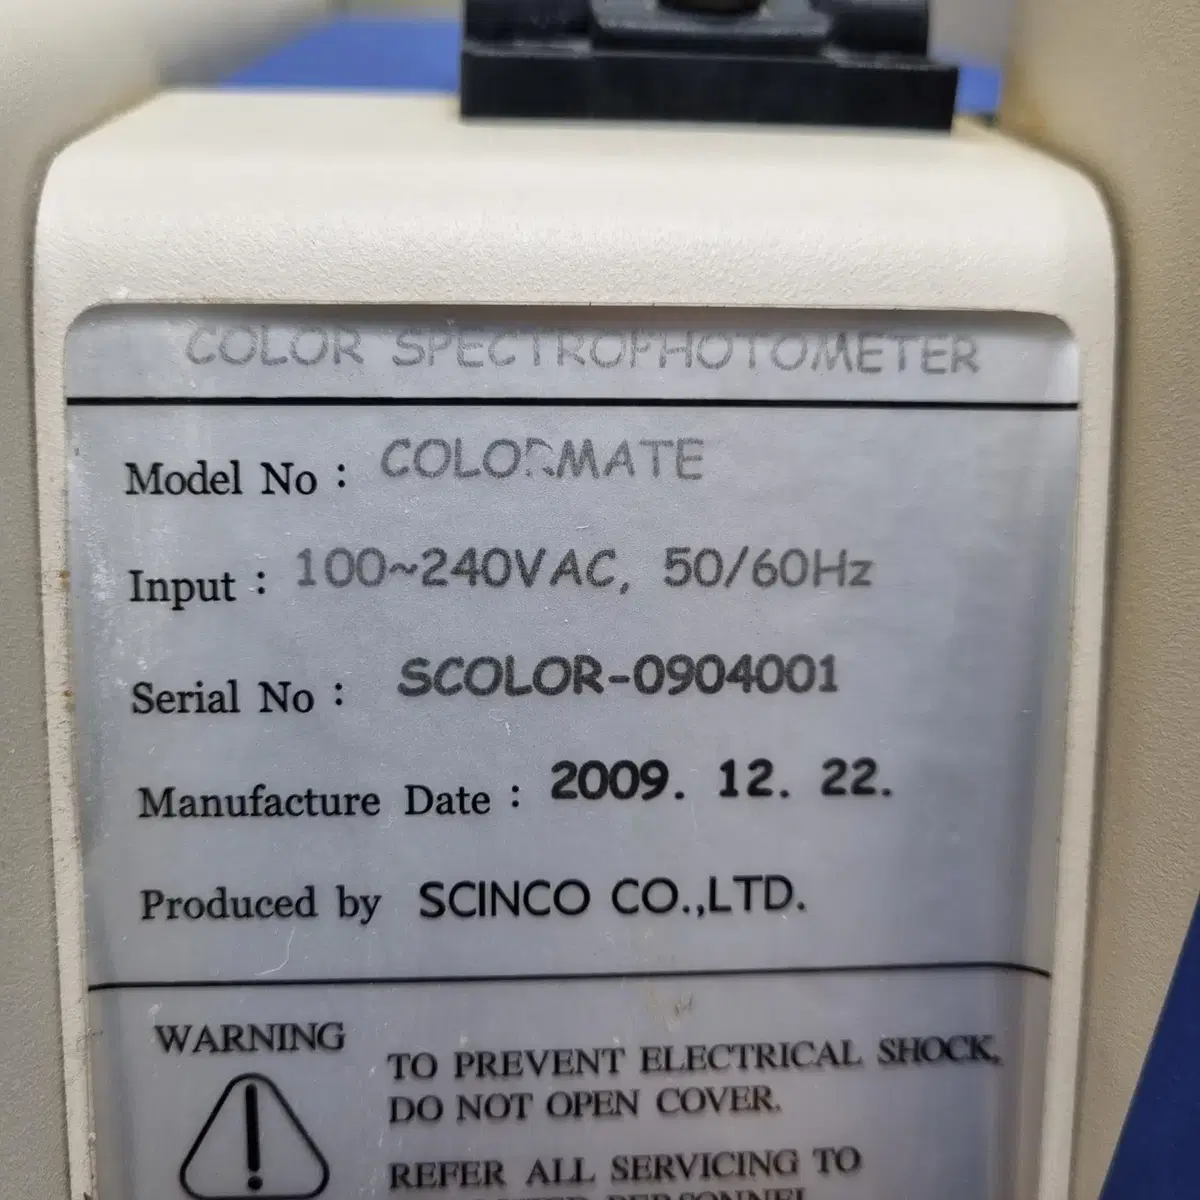 COLOR SPECTROPHOTOMETER
Model No : COLORMATE
Input : 100~240VAC, 50/60Hz
Serial No : SCOLOR-0904001
Manufacture Date : 2009. 12. 22.
Produced by SCINCO CO.,LTD.
WARNING
TO PREVENT ELECTRICAL SHOCK,
DO NOT OPEN COVER.
REFER ALL SERVICING TO
PERSONNEL